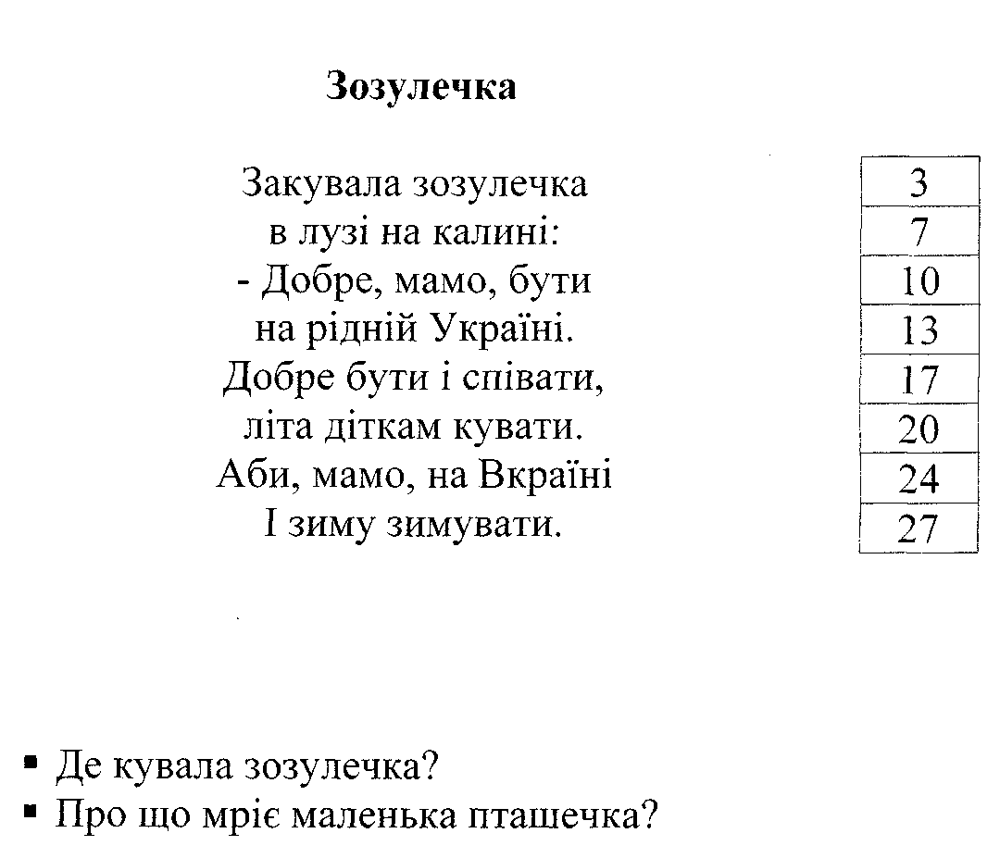 Зозулечка
Закувала зозулечка 3
в лузі на калині: 7
- Добре, мамо, бути 10
на рідній Україні. 13
Добре бути і співати, 17
літа діткам кувати. 20
Аби, мамо, на Вкраїні 24
І зиму зимувати. 27
▪ Де кувала зозулечка?
▪ Про що мріє маленька пташечка?